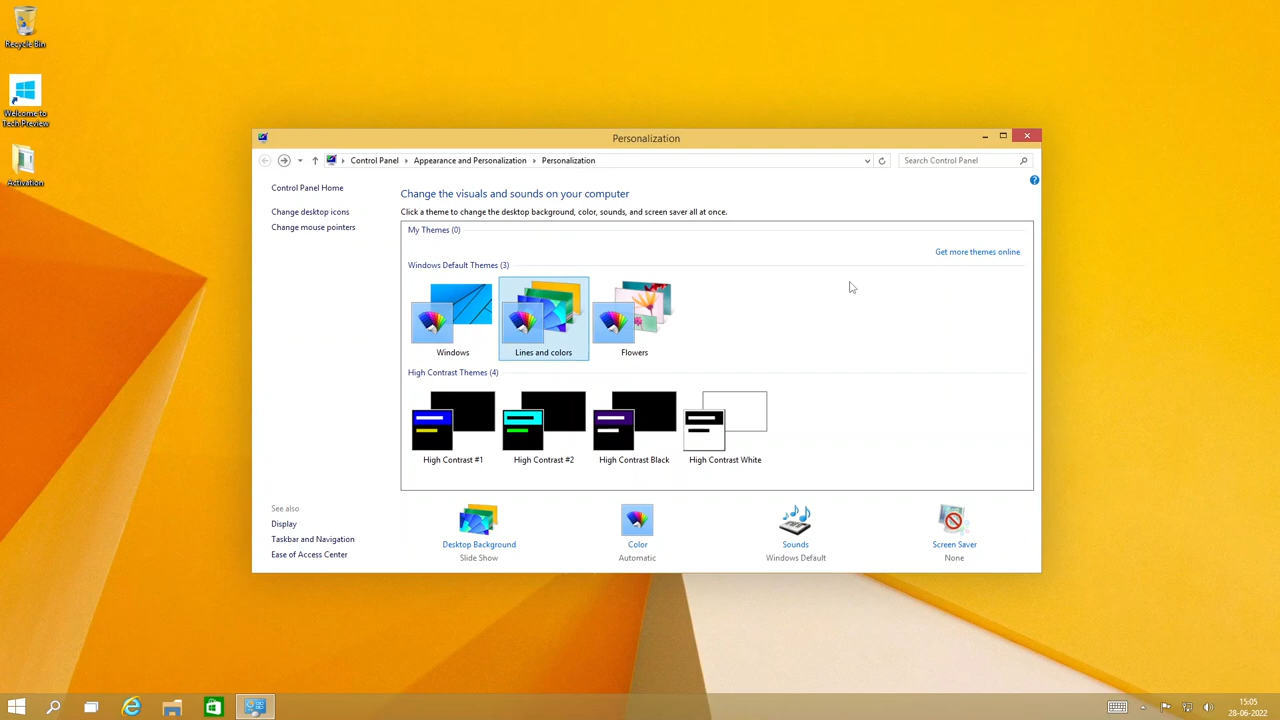 Recycle Bin
Welcome to
Tech Preview
Activation
Personalization
Control Panel
Appearance and Personalization
Personalization
Search Control Panel
Control Panel Home
Change desktop icons
Change mouse pointers
Change the visuals and sounds on your computer
Click a theme to change the desktop background, color, sounds, and screen saver all at once.
My Themes (0)
Get more themes online
Windows Default Themes (3)
Windows
Lines and colors
Flowers
High Contrast Themes (4)
High Contrast #1
High Contrast #2
High Contrast Black
High Contrast White
See also
Display
Taskbar and Navigation
Ease of Access Center
Desktop Background
Slide Show
Color
Automatic
Sounds
Windows Default
Screen Saver
None
15:05
28-06-2022